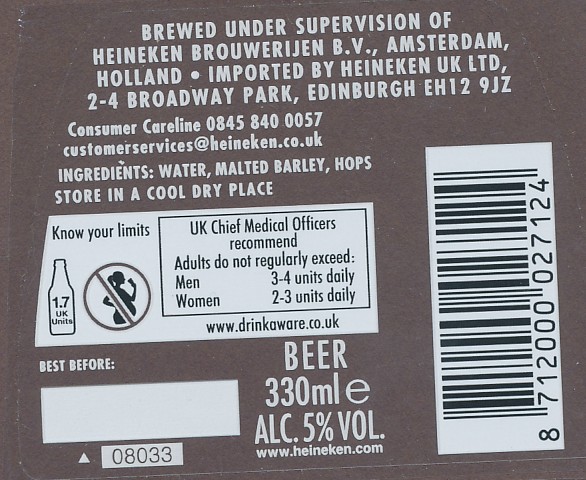 BREWED UNDER SUPERVISION OF
HEINEKEN BROUWERIJEN B.V., AMSTERDAM,
HOLLAND • IMPORTED BY HEINEKEN UK LTD,
2-4 BROADWAY PARK, EDINBURGH EH12 9JZ
Consumer Careline 0845 840 0057
customerservices@heineken.co.uk
INGREDIENTS: WATER, MALTED BARLEY, HOPS
STORE IN A COOL DRY PLACE
Know your limits
1.7
UK
Units
UK Chief Medical Officers
recommend
Adults do not regularly exceed:
Men 3-4 units daily
Women 2-3 units daily
www.drinkaware.co.uk
BEST BEFORE:
▲ 08033
BEER
330ml e
ALC. 5% VOL.
www.heineken.com
8 712000 027124